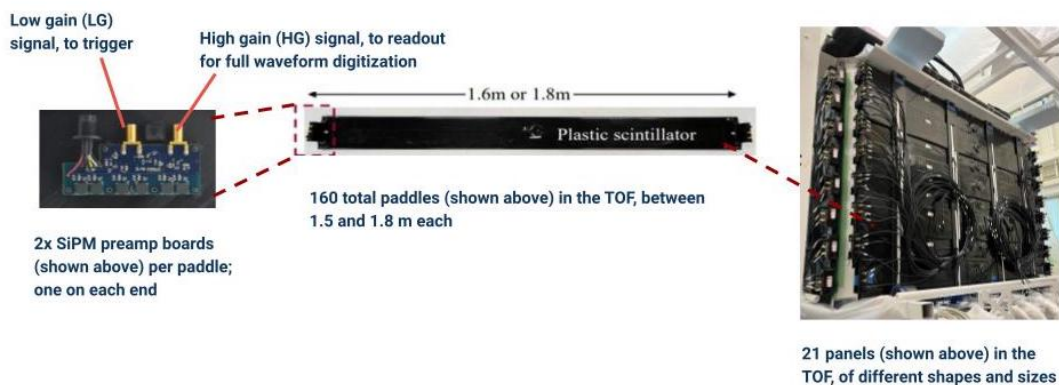 Low gain (LG)
signal, to trigger
High gain (HG) signal, to readout
for full waveform digitization
1.6m or 1.8m
Plastic scintillator
160 total paddles (shown above) in the TOF, between
1.5 and 1.8 m each
2x SiPM preamp boards
(shown above) per paddle;
one on each end
21 panels (shown above) in the
TOF, of different shapes and sizes